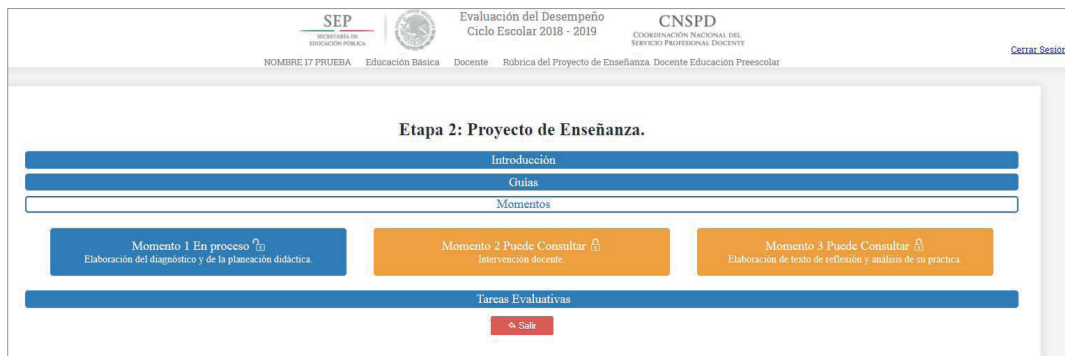 SEP
SECRETARÍA DE
EDUCACIÓN PÚBLICA
Evaluación del Desempeño
Ciclo Escolar 2018 - 2019
CNSPD
COORDINACIÓN NACIONAL DEL
SERVICIO PROFESIONAL DOCENTE
Cerrar Sesión
NOMBRE 17 PRUEBA Educación Básica Docente Rúbrica del Proyecto de Enseñanza. Docente Educación Preescolar
Etapa 2: Proyecto de Enseñanza.
Introducción
Guías
Momentos
Momento 1 En proceso
Elaboración del diagnóstico y de la planeación didáctica.
Momento 2 Puede Consultar
Intervención docente.
Momento 3 Puede Consultar
Elaboración de texto de reflexión y análisis de su práctica.
Tareas Evaluativas
Salir